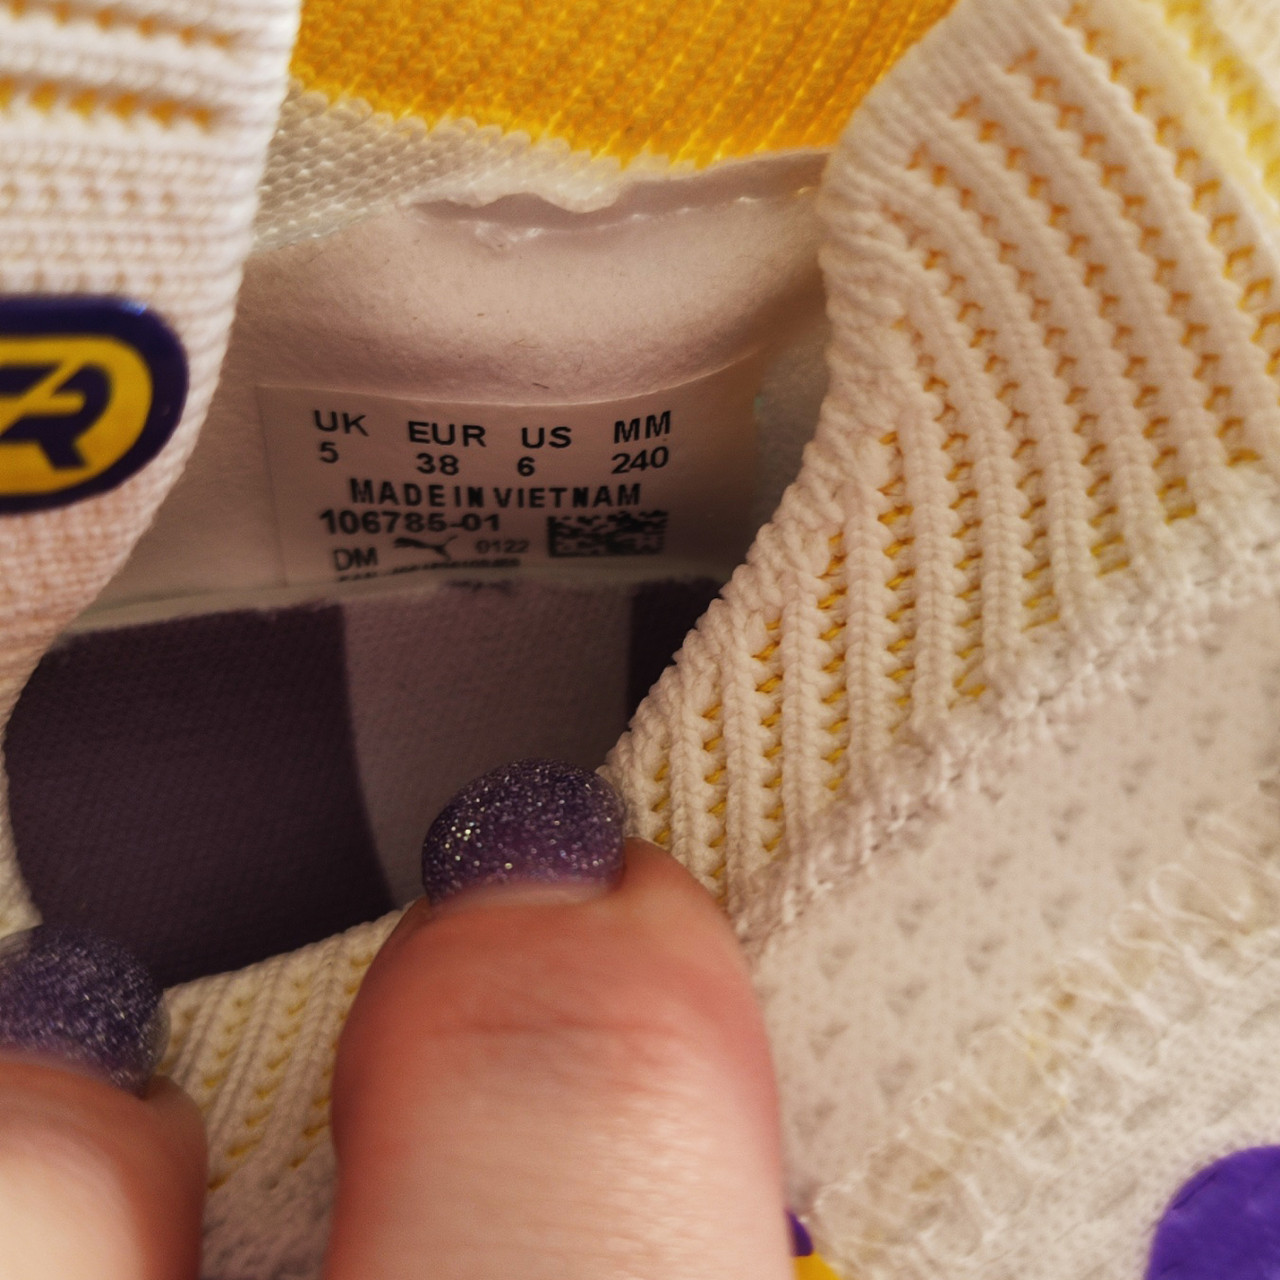 UK EUR US MM
5 38 6 240
MADE IN VIETNAM
106785-01
DM 0122